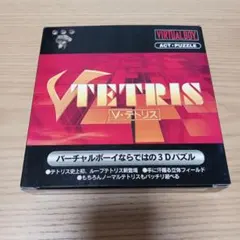 VIRTUAL BOY
ACT・PUZZLE
V TETRIS
V・テトリス
バーチャルボーイならではの3Dパズル
●テトリス史上初、ループテトリス新登場 ●手に汗握る立体フィールド
●もちろんノーマルテトリスもバッチリ遊べる